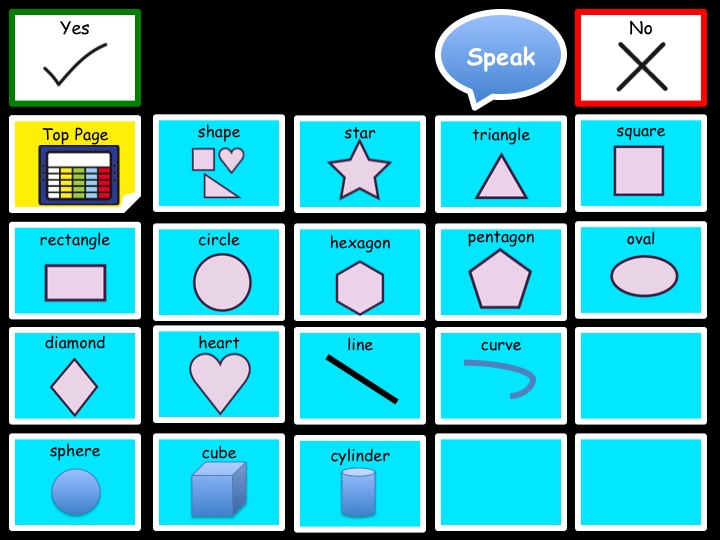 Yes
Speak
No
Top Page
shape
star
triangle
square
rectangle
circle
hexagon
pentagon
oval
diamond
heart
line
curve
sphere
cube
cylinder